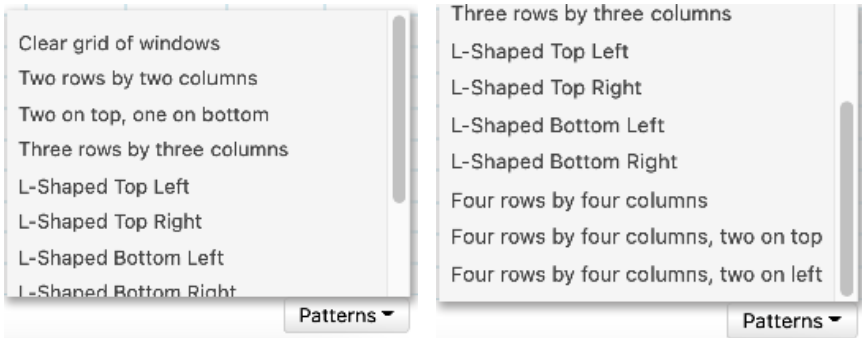 Clear grid of windows
Two rows by two columns
Two on top, one on bottom
Three rows by three columns
L-Shaped Top Left
L-Shaped Top Right
L-Shaped Bottom Left
L-Shaped Bottom Right
Patterns
Three rows by three columns
L-Shaped Top Left
L-Shaped Top Right
L-Shaped Bottom Left
L-Shaped Bottom Right
Four rows by four columns
Four rows by four columns, two on top
Four rows by four columns, two on left
Patterns